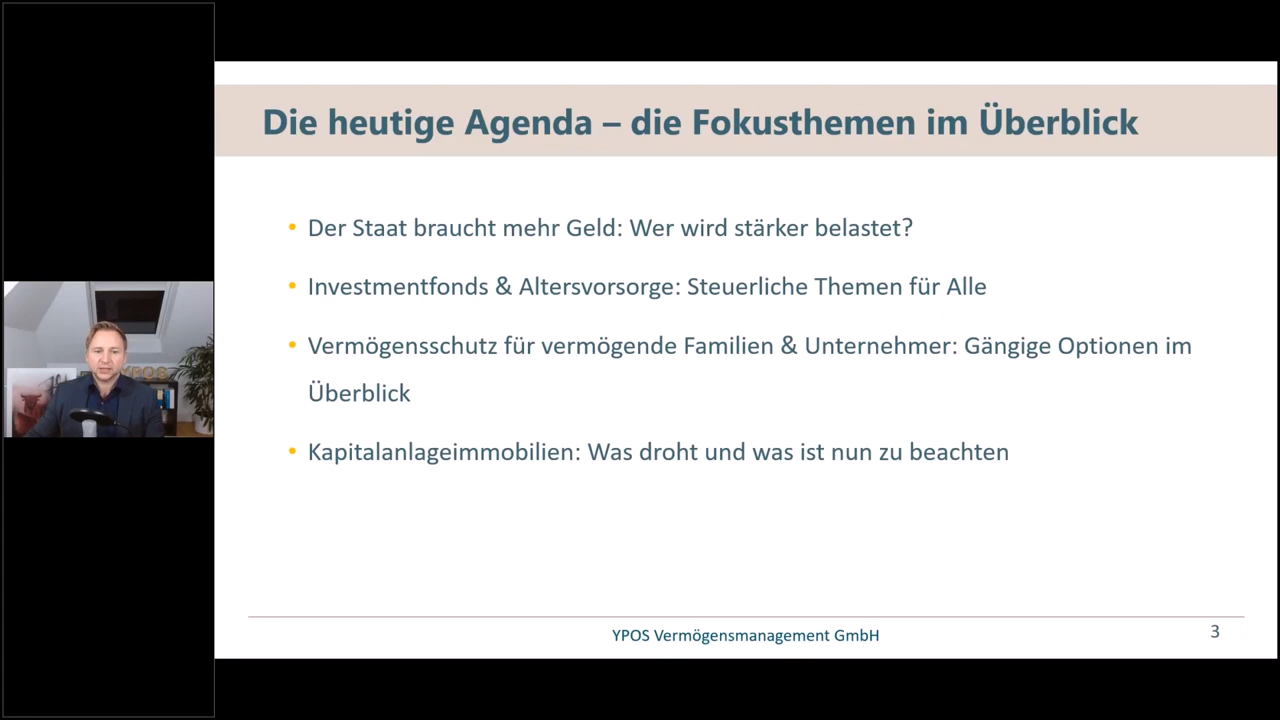 Die heutige Agenda – die Fokusthemen im Überblick
• Der Staat braucht mehr Geld: Wer wird stärker belastet?
• Investmentfonds & Altersvorsorge: Steuerliche Themen für Alle
• Vermögensschutz für vermögende Familien & Unternehmer: Gängige Optionen im
Überblick
• Kapitalanlageimmobilien: Was droht und was ist nun zu beachten
YPOS
YPOS Vermögensmanagement GmbH
3